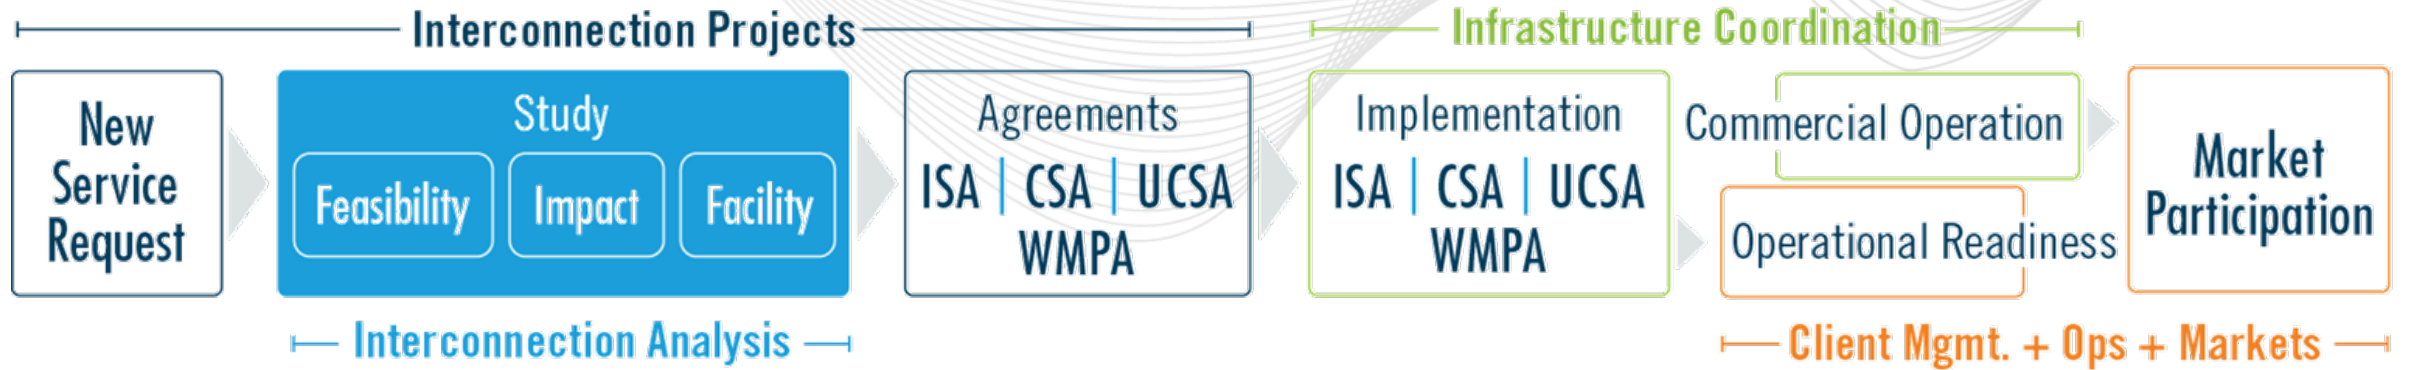 Interconnection Projects
Infrastructure Coordination
New
Service
Request
Study
Feasibility
Impact
Facility
Agreements
ISA | CSA | UCSA
WMPA
Implementation
ISA | CSA | UCSA
WMPA
Commercial Operation
Operational Readiness
Market
Participation
Interconnection Analysis
Client Mgmt. + Ops + Markets